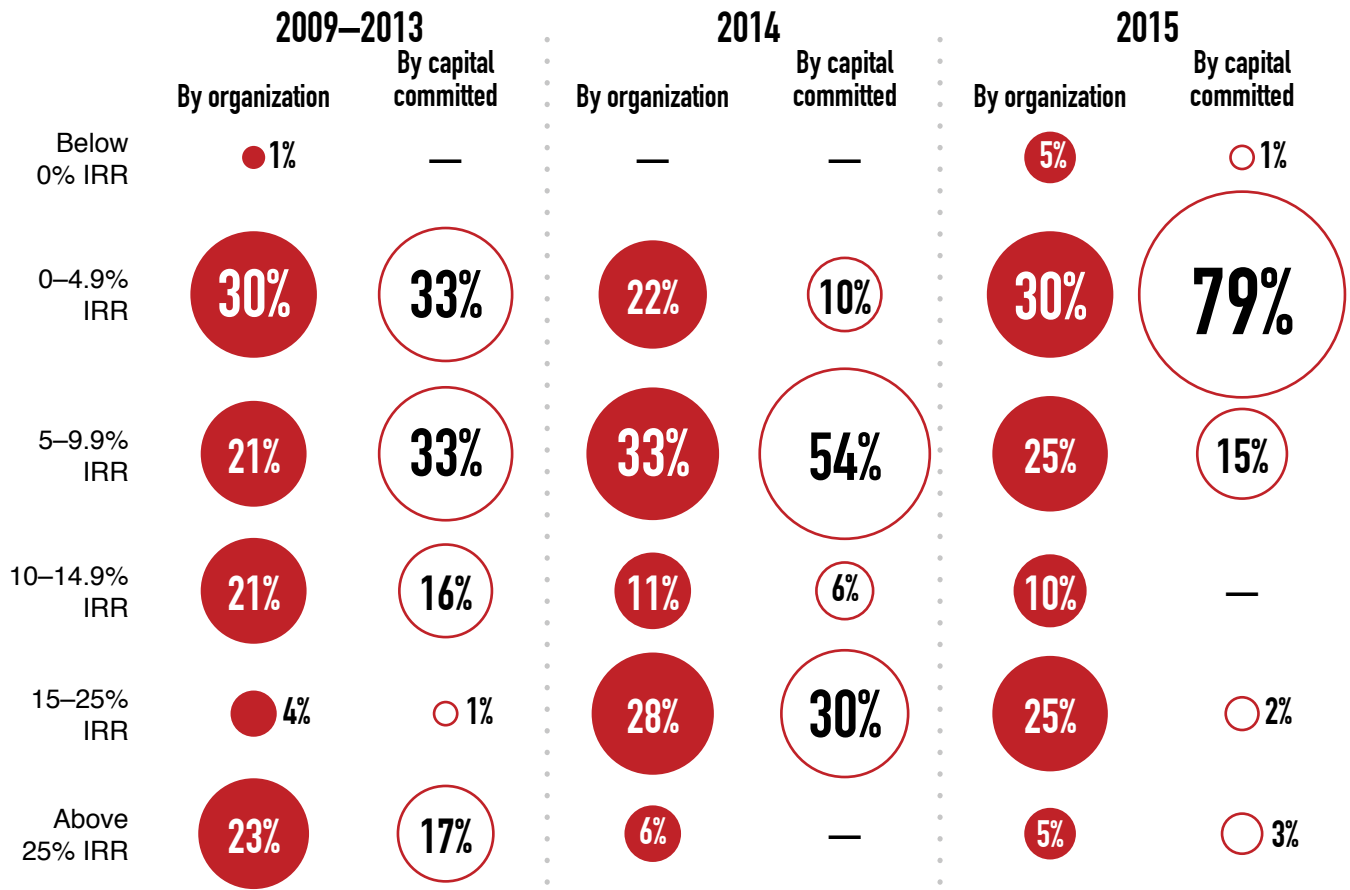 2009–2013
2014
2015
By organization
By capital
committed
By organization
By capital
committed
By organization
By capital
committed
Below
0% IRR
1%
—
—
—
5%
1%
0–4.9%
IRR
30%
33%
22%
10%
30%
79%
5–9.9%
IRR
21%
33%
33%
54%
25%
15%
10–14.9%
IRR
21%
16%
11%
6%
10%
—
15–25%
IRR
4%
1%
28%
30%
25%
2%
Above
25% IRR
23%
17%
6%
—
5%
3%